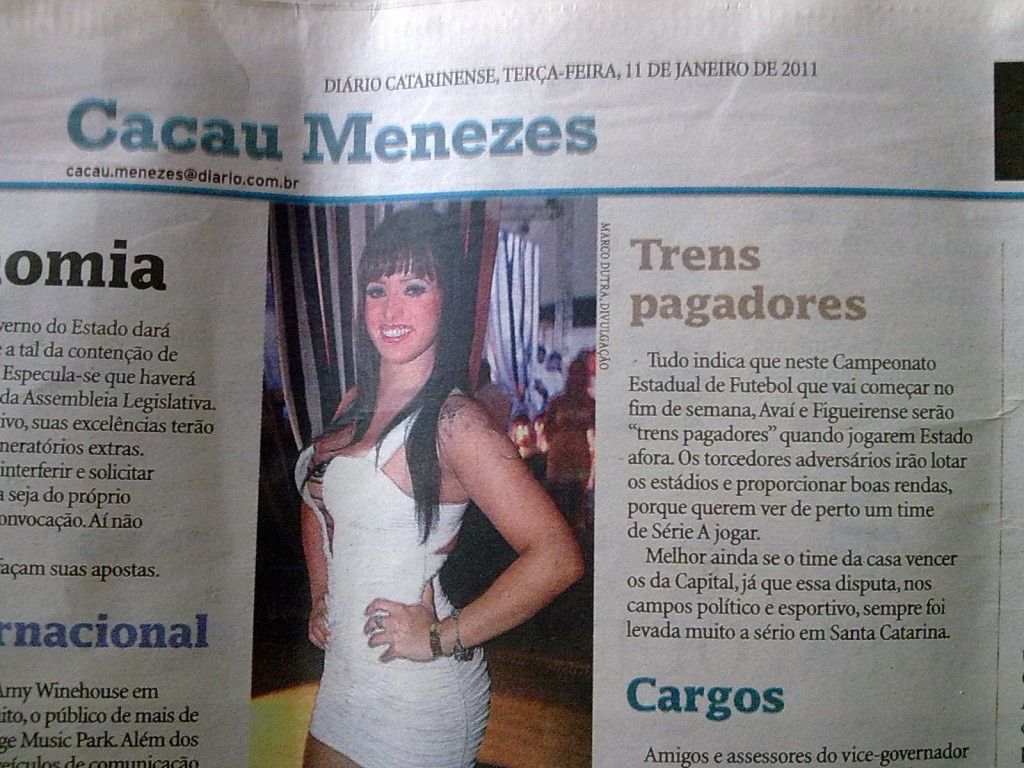 DIÁRIO CATARINENSE, TERÇA-FEIRA, 11 DE JANEIRO DE 2011
Cacau Menezes
cacau.menezes@diario.com.br
omia
verno do Estado dará
a tal da contenção de
Especula-se que haverá
da Assembleia Legislativa.
ivo, suas excelências terão
neratórios extras.
interferir e solicitar
a seja do próprio
onvocação. Aí não
açam suas apostas.
rnacional
Amy Winehouse em
ito, o público de mais de
ge Music Park. Além dos
eículos de comunicação
MARCO DUTRA, DIVULGAÇÃO
Trens
pagadores
Tudo indica que neste Campeonato
Estadual de Futebol que vai começar no
fim de semana, Avaí e Figueirense serão
“trens pagadores” quando jogarem Estado
afora. Os torcedores adversários irão lotar
os estádios e proporcionar boas rendas,
porque querem ver de perto um time
de Série A jogar.
Melhor ainda se o time da casa vencer
os da Capital, já que essa disputa, nos
campos político e esportivo, sempre foi
levada muito a sério em Santa Catarina.
Cargos
Amigos e assessores do vice-governador